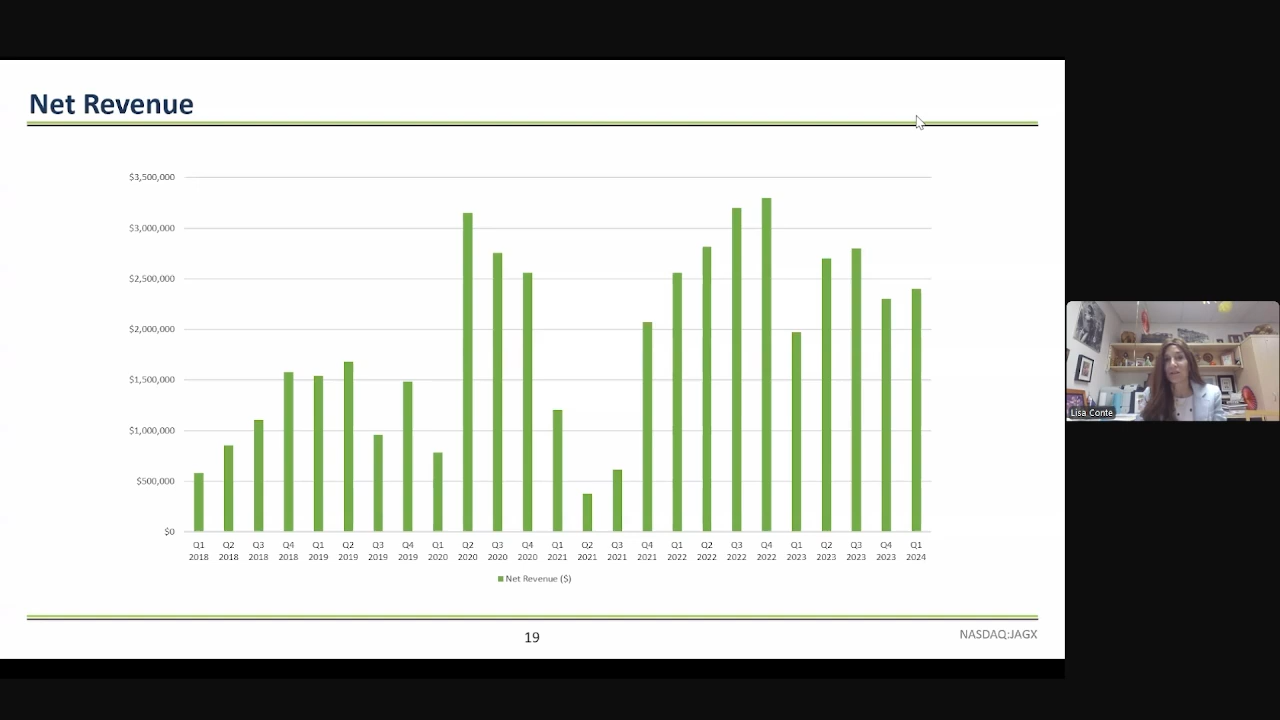 Net Revenue
$3,500,000
$3,000,000
$2,500,000
$2,000,000
$1,500,000
$1,000,000
$500,000
$0
Q1 Q2 Q3 Q4 Q1 Q2 Q3 Q4 Q1 Q2 Q3 Q4 Q1 Q2 Q3 Q4 Q1 Q2 Q3 Q4 Q1 Q2 Q3 Q4 Q1
2018 2018 2018 2018 2019 2019 2019 2019 2020 2020 2020 2020 2021 2021 2021 2021 2022 2022 2022 2022 2023 2023 2023 2023 2024
Net Revenue ($)
19
NASDAQ:JAGX
Lisa Conte